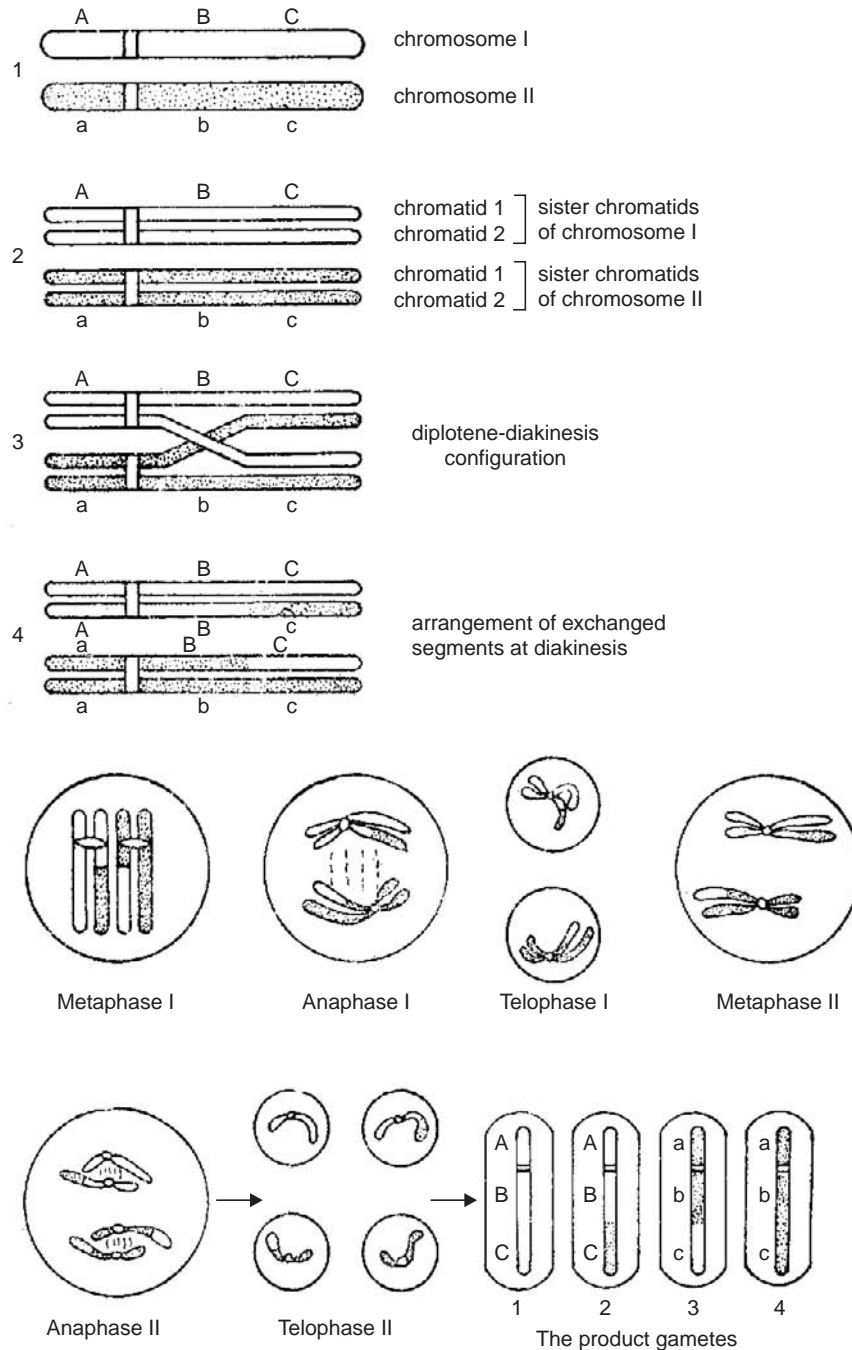 A B C
chromosome I
1
chromosome II
a b c
A B C
chromatid 1 sister chromatids
chromatid 2 of chromosome I
2
chromatid 1 sister chromatids
chromatid 2 of chromosome II
a b c
A B C
3
diplotene-diakinesis
configuration
a b c
A B C
4
A B c
a B C
arrangement of exchanged
segments at diakinesis
a b c
Metaphase I Anaphase I Telophase I Metaphase II
A A a a
B B b b
C C c c
1 2 3 4
Anaphase II Telophase II The product gametes